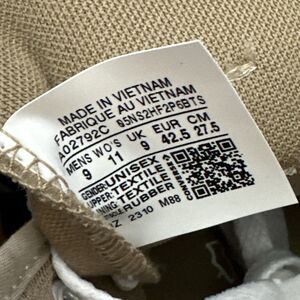 MADE IN VIETNAM
FABRIQUE AU VIETNAM
A02792C 95NS2HF2P6BTS
MENS WO'S UK EUR CM
9 11 9 42.5 27.5
GENDER:UNISEX
UPPER:TEXTILE
LINING:TEXTILE
RUBBER
2310 M88